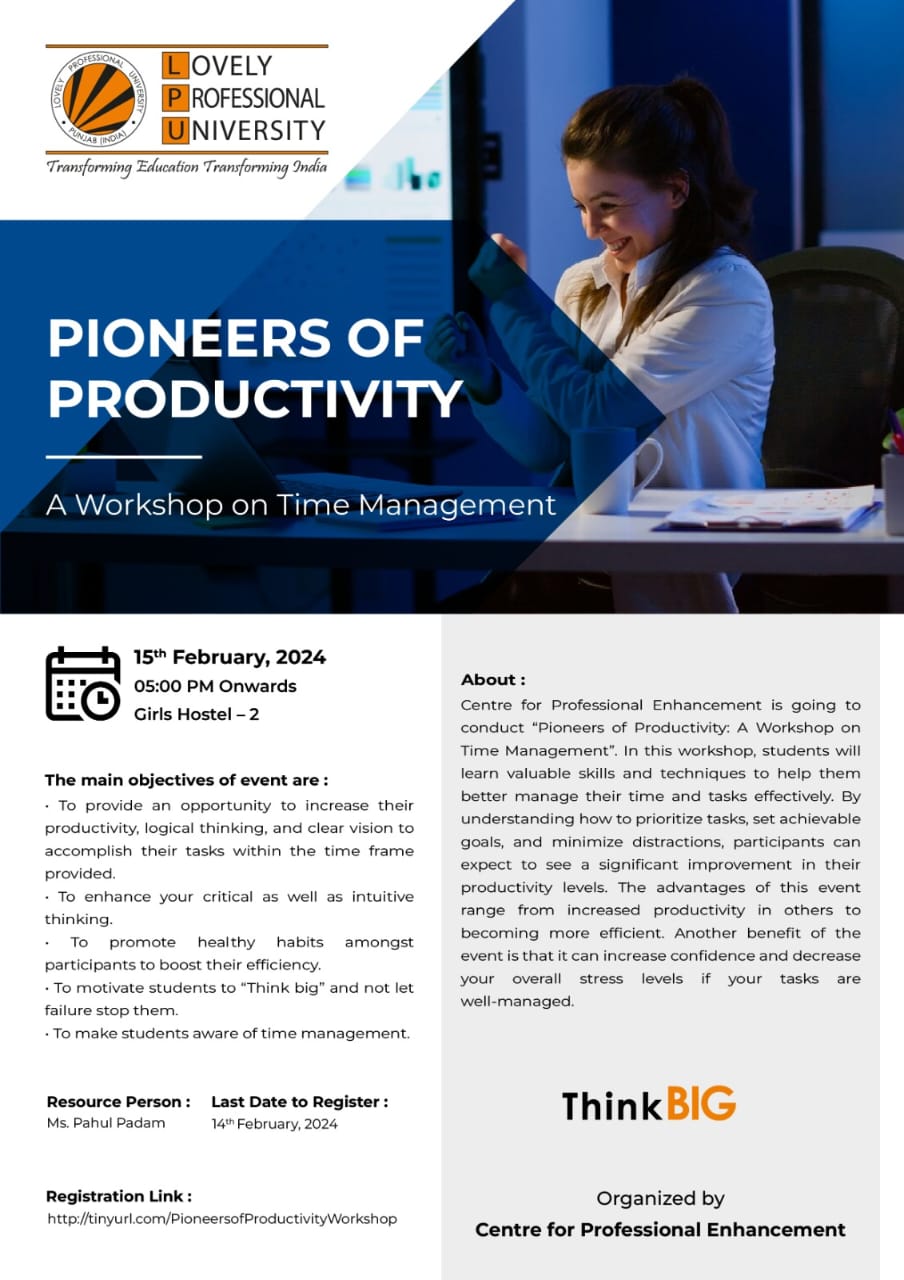 LOVELY PROFESSIONAL UNIVERSITY
PUNJAB (INDIA)
LOVELY
PROFESSIONAL
UNIVERSITY
Transforming Education Transforming India
PIONEERS OF
PRODUCTIVITY
A Workshop on Time Management
15th February, 2024
05:00 PM Onwards
Girls Hostel – 2
The main objectives of event are :
• To provide an opportunity to increase their
productivity, logical thinking, and clear vision to
accomplish their tasks within the time frame
provided.
• To enhance your critical as well as intuitive
thinking.
• To promote healthy habits amongst
participants to boost their efficiency.
• To motivate students to “Think big” and not let
failure stop them.
• To make students aware of time management.
Resource Person :
Ms. Pahul Padam
Last Date to Register :
14th February, 2024
Registration Link :
http://tinyurl.com/PioneersofProductivityWorkshop
About :
Centre for Professional Enhancement is going to
conduct “Pioneers of Productivity: A Workshop on
Time Management”. In this workshop, students will
learn valuable skills and techniques to help them
better manage their time and tasks effectively. By
understanding how to prioritize tasks, set achievable
goals, and minimize distractions, participants can
expect to see a significant improvement in their
productivity levels. The advantages of this event
range from increased productivity in others to
becoming more efficient. Another benefit of the
event is that it can increase confidence and decrease
your overall stress levels if your tasks are
well-managed.
ThinkBIG
Organized by
Centre for Professional Enhancement